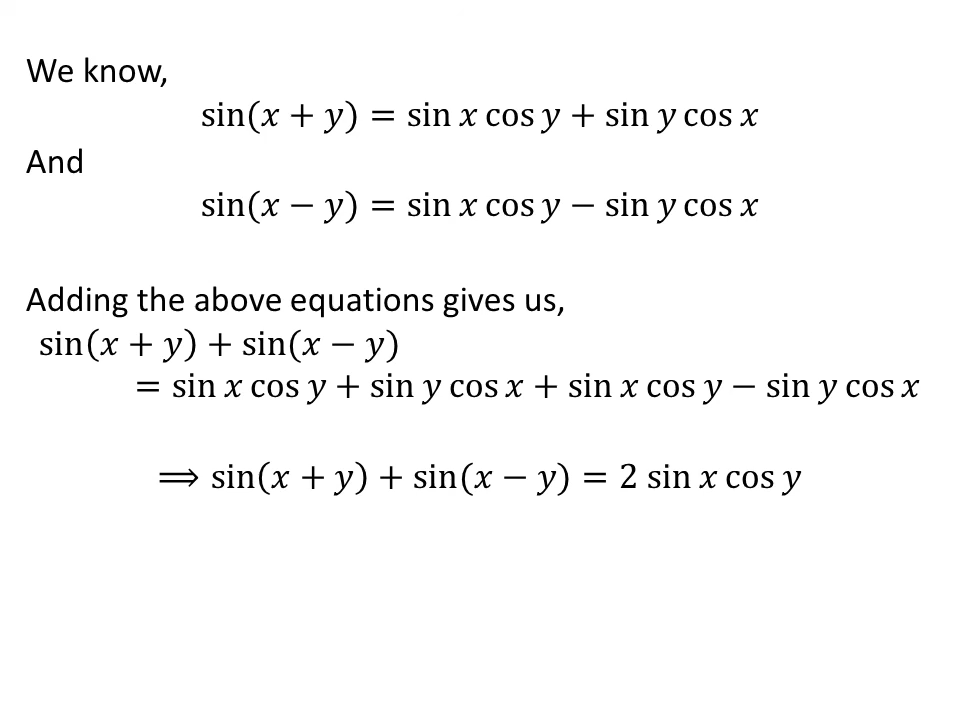 We know,
sin(𝑥 + 𝑦) = sin 𝑥 cos 𝑦 + sin 𝑦 cos 𝑥
And
sin(𝑥 − 𝑦) = sin 𝑥 cos 𝑦 − sin 𝑦 cos 𝑥
Adding the above equations gives us,
sin(𝑥 + 𝑦) + sin(𝑥 − 𝑦)
= sin 𝑥 cos 𝑦 + sin 𝑦 cos 𝑥 + sin 𝑥 cos 𝑦 − sin 𝑦 cos 𝑥
⟹ sin(𝑥 + 𝑦) + sin(𝑥 − 𝑦) = 2 sin 𝑥 cos 𝑦